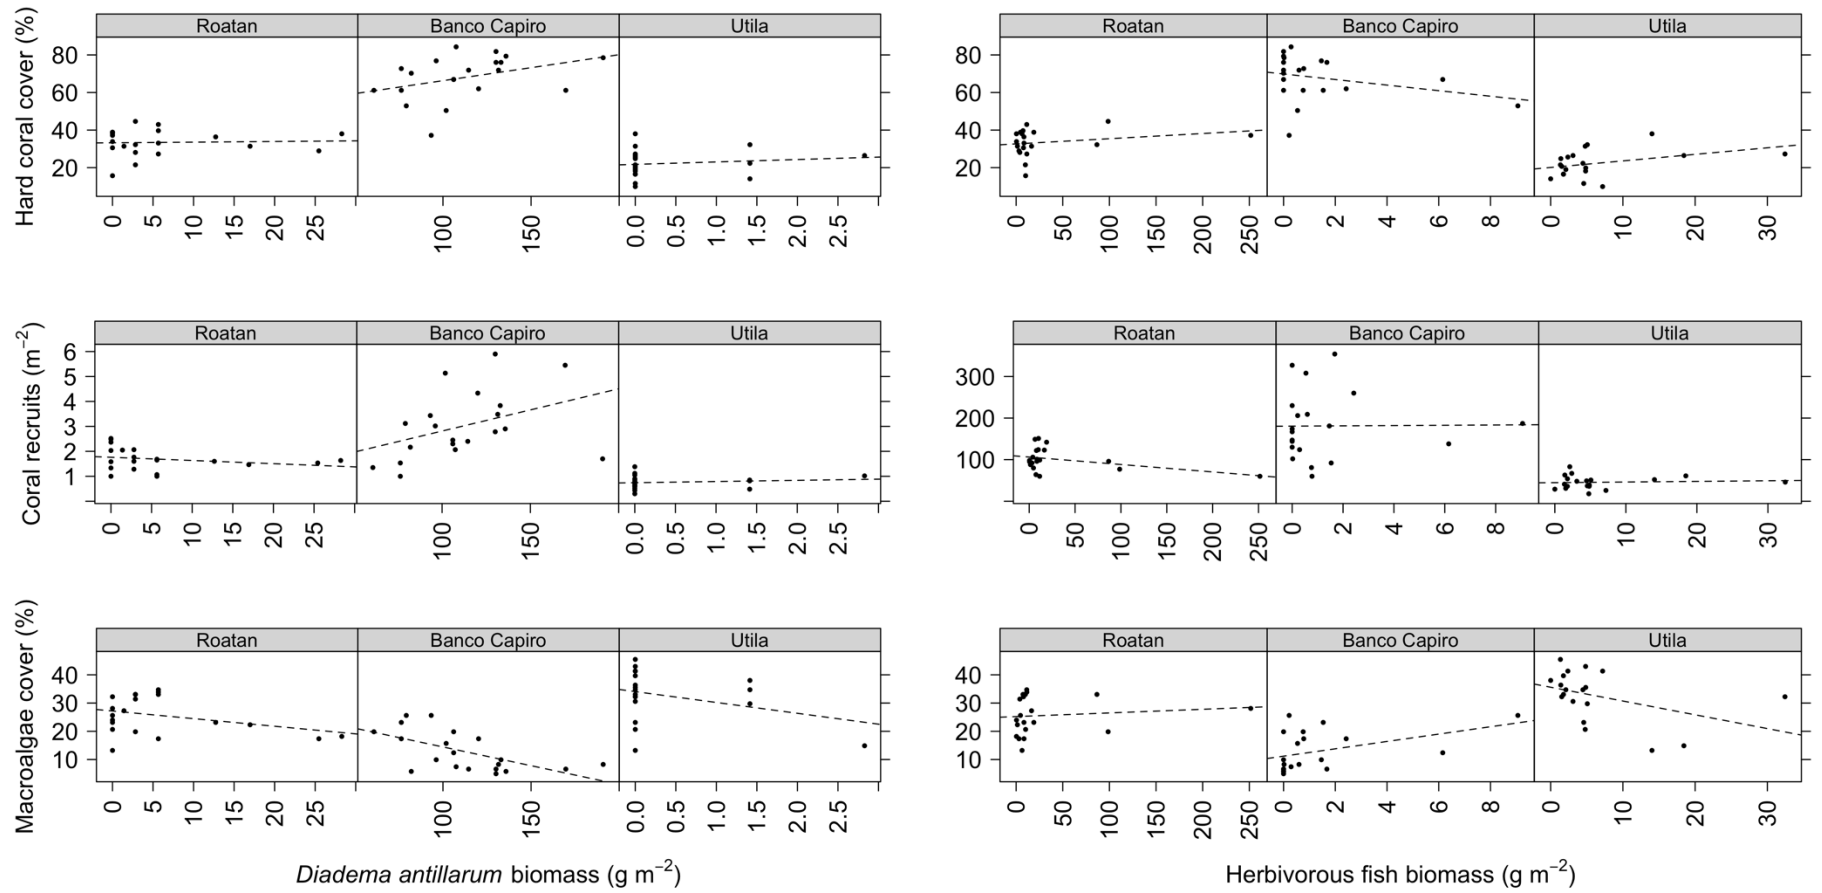 Roatan Banco Capiro Utila
Hard coral cover (%)
80
60
40
20
0 5 10 15 20 25 100 150 0.0 0.5 1.0 1.5 2.0 2.5
Roatan Banco Capiro Utila
80
60
40
20
0 50 100 150 200 250 0 2 4 6 8 0 10 20 30
Roatan Banco Capiro Utila
Coral recruits (m⁻²)
6
5
4
3
2
1
0 5 10 15 20 25 100 150 0.0 0.5 1.0 1.5 2.0 2.5
Roatan Banco Capiro Utila
300
200
100
0 50 100 150 200 250 0 2 4 6 8 0 10 20 30
Roatan Banco Capiro Utila
Macroalgae cover (%)
40
30
20
10
0 5 10 15 20 25 100 150 0.0 0.5 1.0 1.5 2.0 2.5
Diadema antillarum biomass (g m⁻²)
Roatan Banco Capiro Utila
40
30
20
10
0 50 100 150 200 250 0 2 4 6 8 0 10 20 30
Herbivorous fish biomass (g m⁻²)